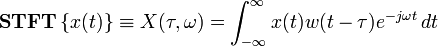 STFT {x(t)} ≡ X(τ, ω) = ∫_{-∞}^{∞} x(t)w(t − τ)e^{−jωt} dt